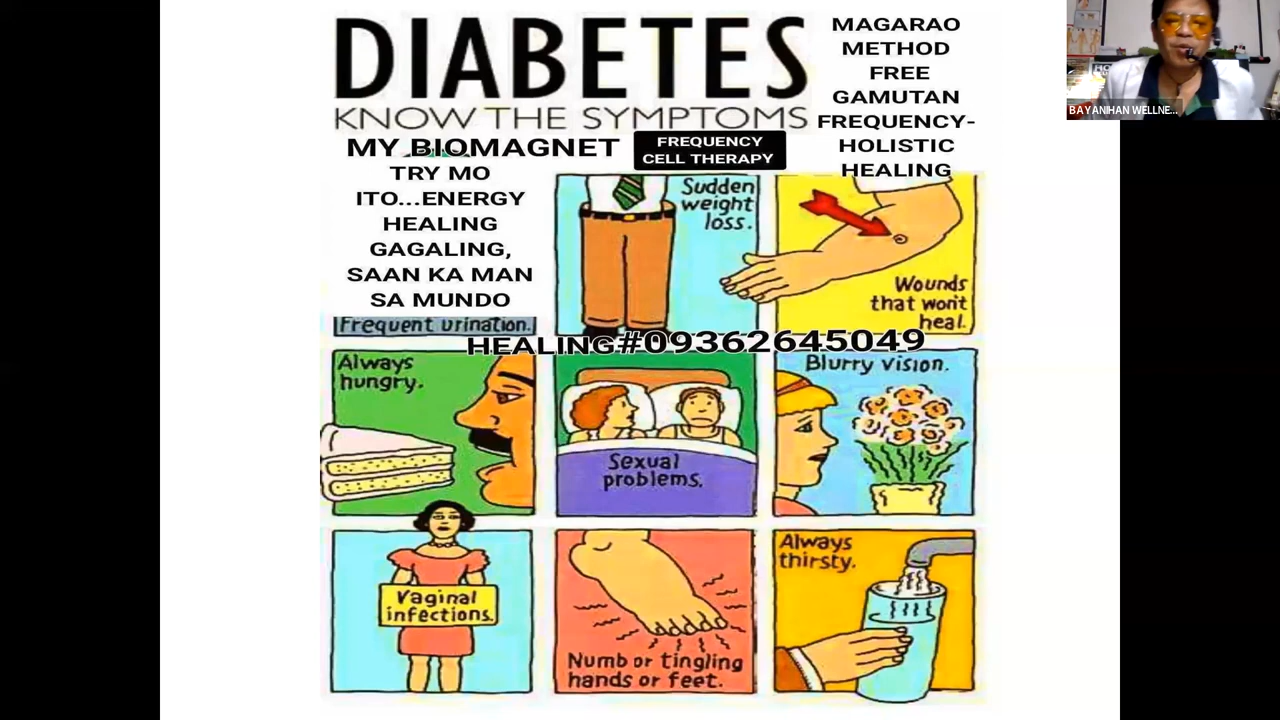 DIABETES
KNOW THE SYMPTOMS
MAGARAO
METHOD
FREE
GAMUTAN
FREQUENCY-
HOLISTIC
HEALING
BAYANIHAN WELLNE...
MY BIOMAGNET
TRY MO
ITO...ENERGY
HEALING
GAGALING,
SAAN KA MAN
SA MUNDO
FREQUENCY
CELL THERAPY
Frequent urination.
Sudden
weight
loss.
Wounds
that won't
heal.
HEALING#09362645049
Always
hungry.
Sexual
problems.
Blurry vision.
Vaginal
infections.
Numb or tingling
hands or feet.
Always
thirsty.